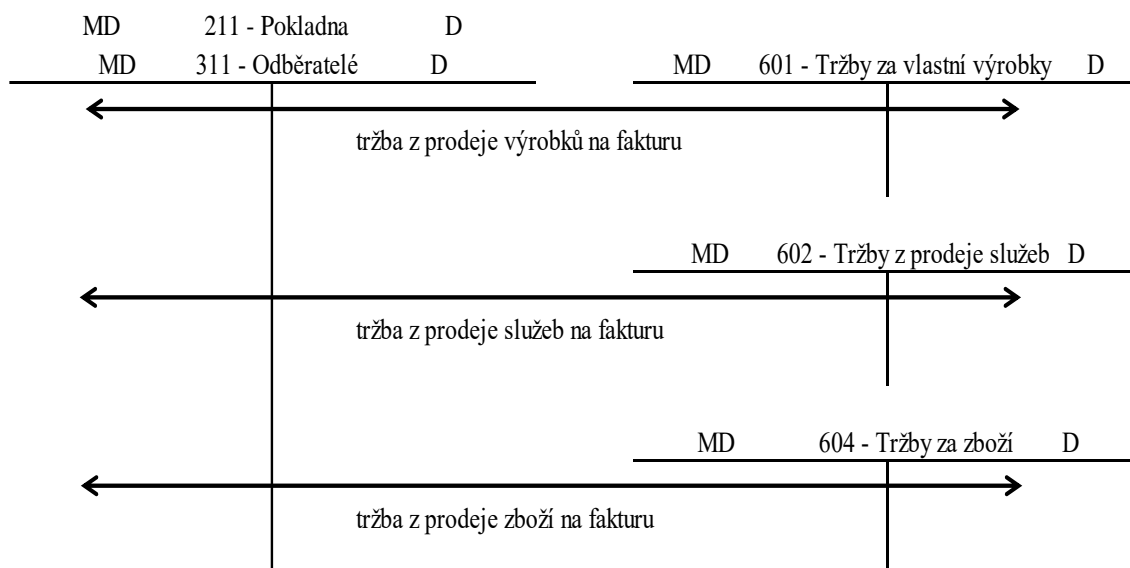 MD 211 - Pokladna D
MD 311 - Odběratelé D
MD 601 - Tržby za vlastní výrobky D
tržba z prodeje výrobků na fakturu
MD 602 - Tržby z prodeje služeb D
tržba z prodeje služeb na fakturu
MD 604 - Tržby za zboží D
tržba z prodeje zboží na fakturu